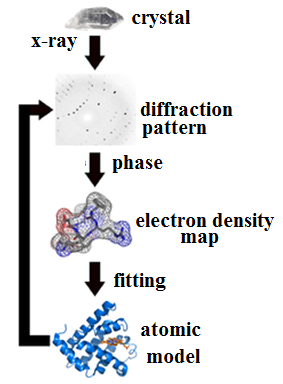 crystal
x-ray
diffraction
pattern
phase
electron density
map
fitting
atomic
model